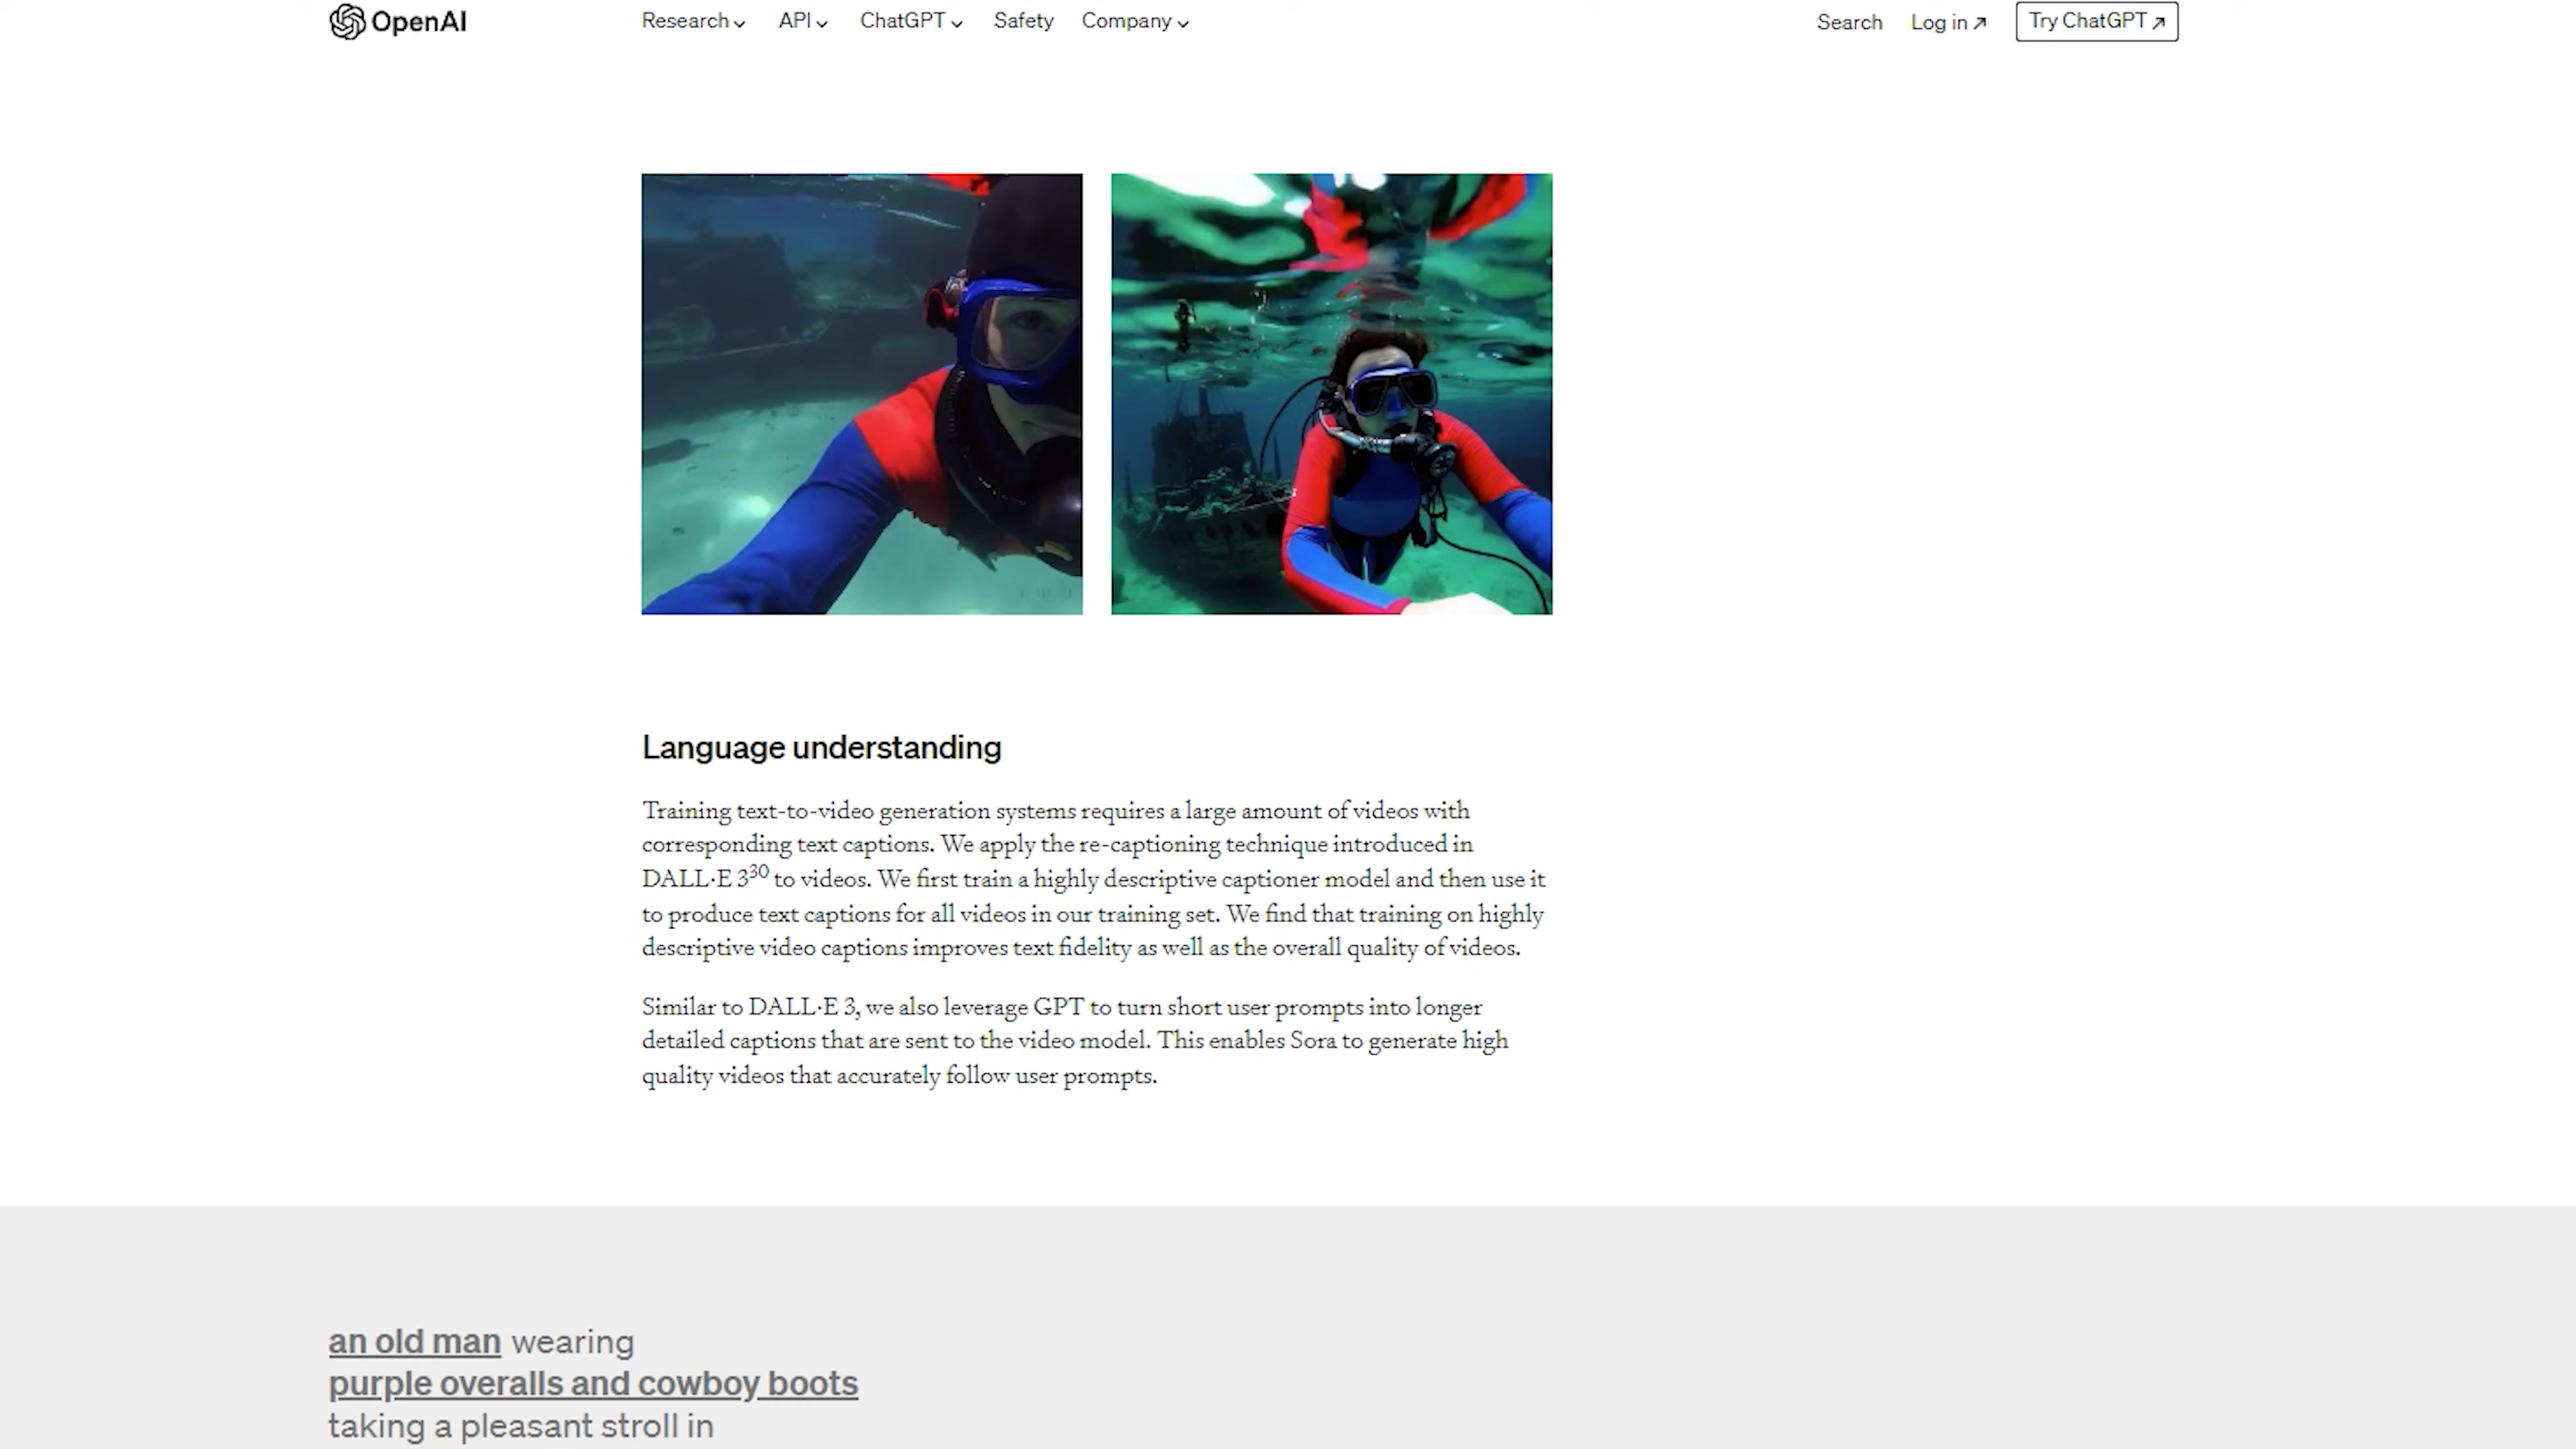 OpenAI
Research API ChatGPT Safety Company
Search Log in Try ChatGPT
Language understanding
Training text-to-video generation systems requires a large amount of videos with
corresponding text captions. We apply the re-captioning technique introduced in
DALL·E 3³⁰ to videos. We first train a highly descriptive captioner model and then use it
to produce text captions for all videos in our training set. We find that training on highly
descriptive video captions improves text fidelity as well as the overall quality of videos.
Similar to DALL·E 3, we also leverage GPT to turn short user prompts into longer
detailed captions that are sent to the video model. This enables Sora to generate high
quality videos that accurately follow user prompts.
an old man wearing
purple overalls and cowboy boots
taking a pleasant stroll in